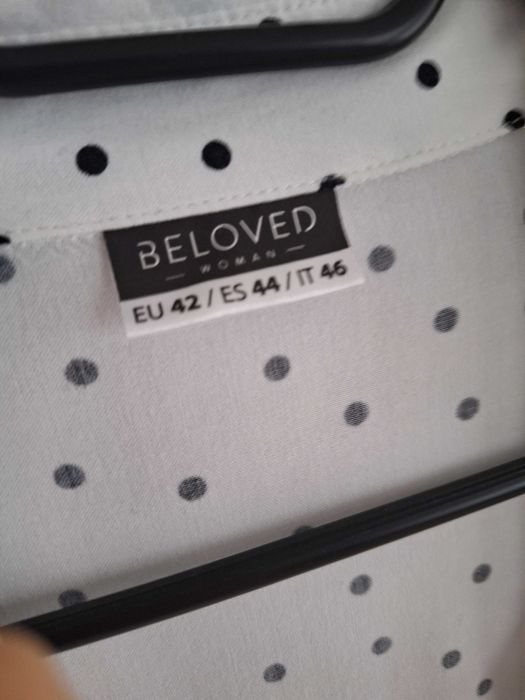 BELOVED
— WOMAN —
EU 42 / ES 44 / IT 46